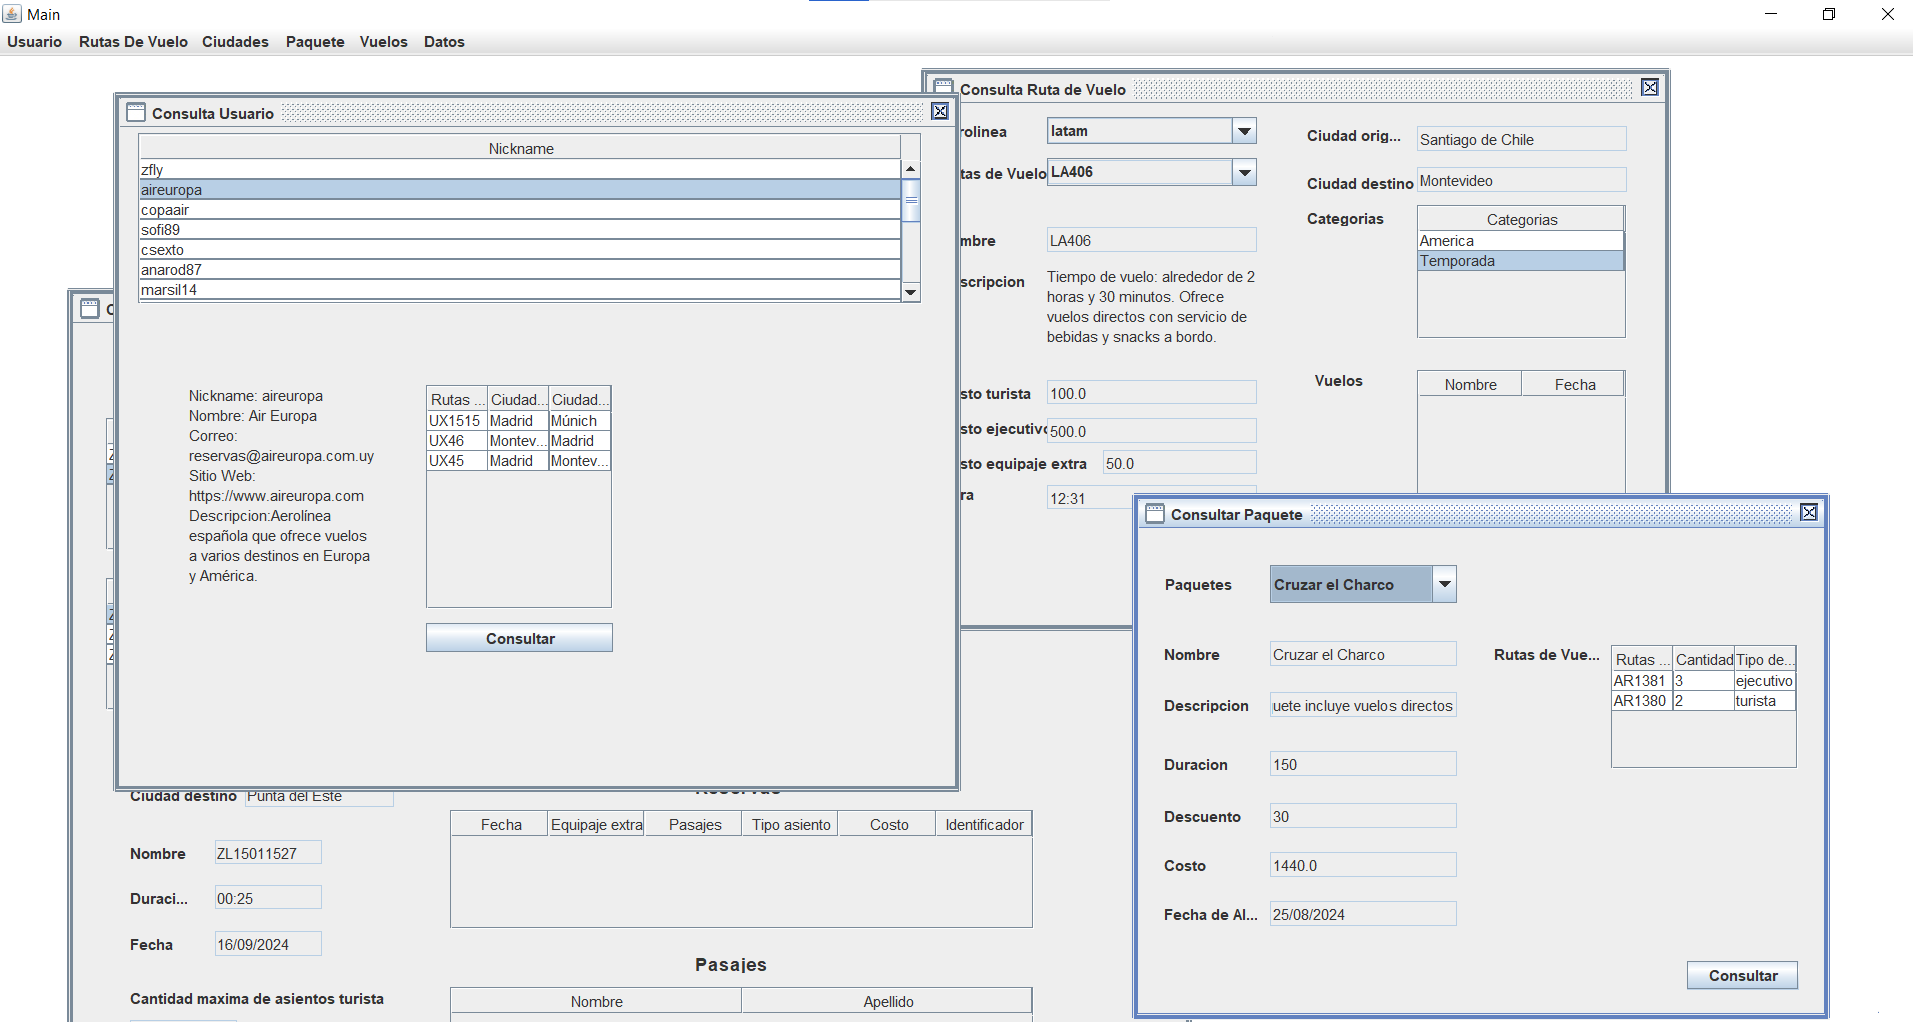 Main
Usuario Rutas De Vuelo Ciudades Paquete Vuelos Datos
Consulta Usuario
Nickname
zfly
aireuropa
copaair
sofi89
csexto
anarod87
marsil14
Nickname: aireuropa
Nombre: Air Europa
Correo:
reservas@aireuropa.com.uy
Sitio Web:
https://www.aireuropa.com
Descripcion:Aerolínea
española que ofrece vuelos
a varios destinos en Europa
y América.
Rutas ... Ciudad... Ciudad...
UX1515 Madrid Múnich
UX46 Montev... Madrid
UX45 Madrid Montev...
Consultar
Consulta Ruta de Vuelo
rolinea latam
tas de Vuelo LA406
mbre LA406
scripcion Tiempo de vuelo: alrededor de 2
horas y 30 minutos. Ofrece
vuelos directos con servicio de
bebidas y snacks a bordo.
sto turista 100.0
sto ejecutivo 500.0
sto equipaje extra 50.0
ra 12:31
Ciudad orig... Santiago de Chile
Ciudad destino Montevideo
Categorias Categorias
America
Temporada
Vuelos Nombre Fecha
Consultar Paquete
Paquetes Cruzar el Charco
Nombre Cruzar el Charco
Descripcion uete incluye vuelos directos
Duracion 150
Descuento 30
Costo 1440.0
Fecha de Al... 25/08/2024
Rutas de Vue... Rutas ... Cantidad Tipo de...
AR1381 3 ejecutivo
AR1380 2 turista
Consultar
Ciudad destino Punta del Este
Nombre ZL15011527
Duraci... 00:25
Fecha 16/09/2024
Cantidad maxima de asientos turista
Reservas
Fecha Equipaje extra Pasajes Tipo asiento Costo Identificador
Pasajes
Nombre Apellido